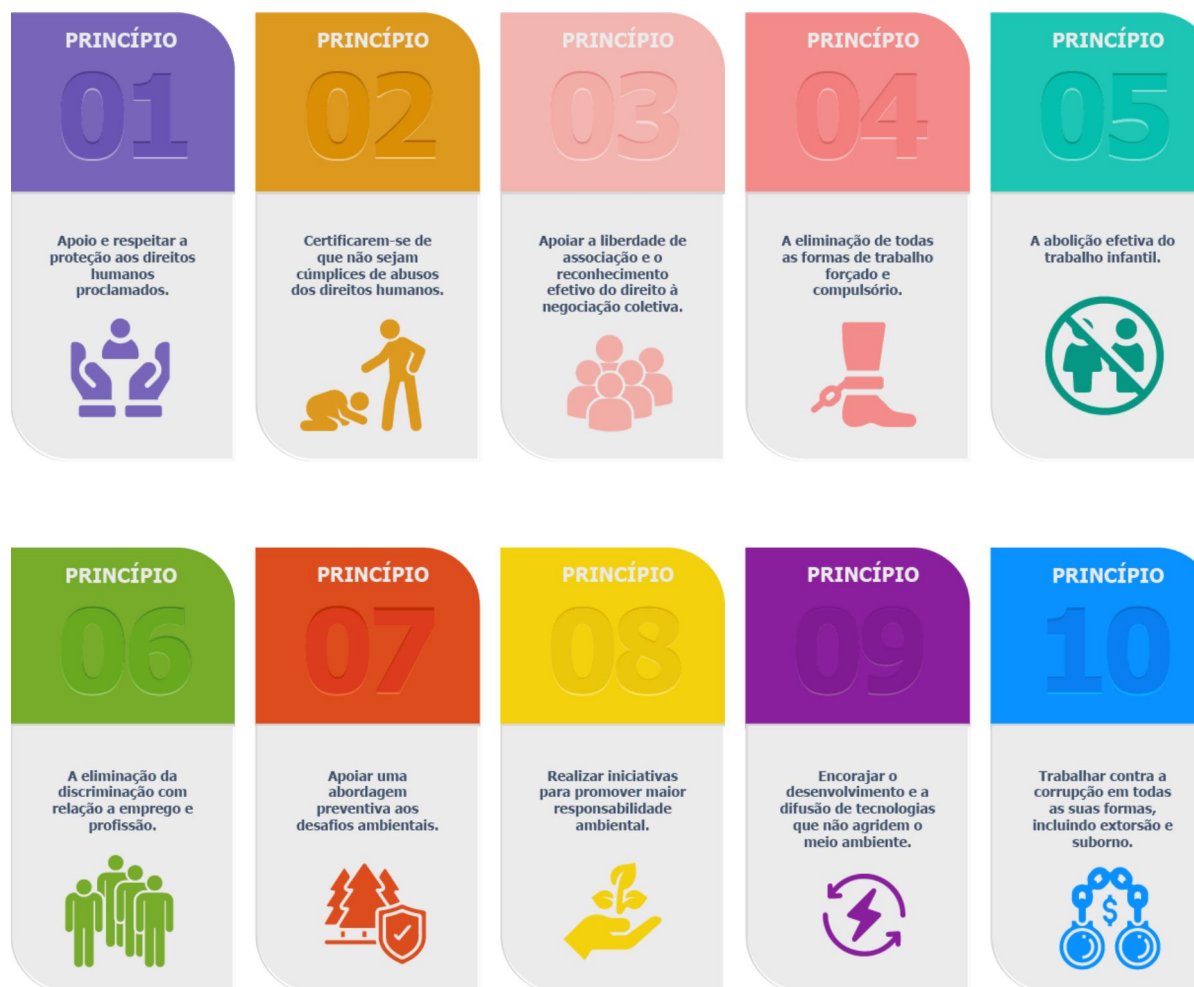 PRINCÍPIO
01
Apoio e respeitar a
proteção aos direitos
humanos
proclamados.
PRINCÍPIO
02
Certificarem-se de
que não sejam
cúmplices de abusos
dos direitos humanos.
PRINCÍPIO
03
Apoiar a liberdade de
associação e o
reconhecimento
efetivo do direito à
negociação coletiva.
PRINCÍPIO
04
A eliminação de todas
as formas de trabalho
forçado e
compulsório.
PRINCÍPIO
05
A abolição efetiva do
trabalho infantil.
PRINCÍPIO
06
A eliminação da
discriminação com
relação a emprego e
profissão.
PRINCÍPIO
07
Apoiar uma
abordagem
preventiva aos
desafios ambientais.
PRINCÍPIO
08
Realizar iniciativas
para promover maior
responsabilidade
ambiental.
PRINCÍPIO
09
Encorajar o
desenvolvimento e a
difusão de tecnologias
que não agridem o
meio ambiente.
PRINCÍPIO
10
Trabalhar contra a
corrupção em todas
as suas formas,
incluindo extorsão e
suborno.
$